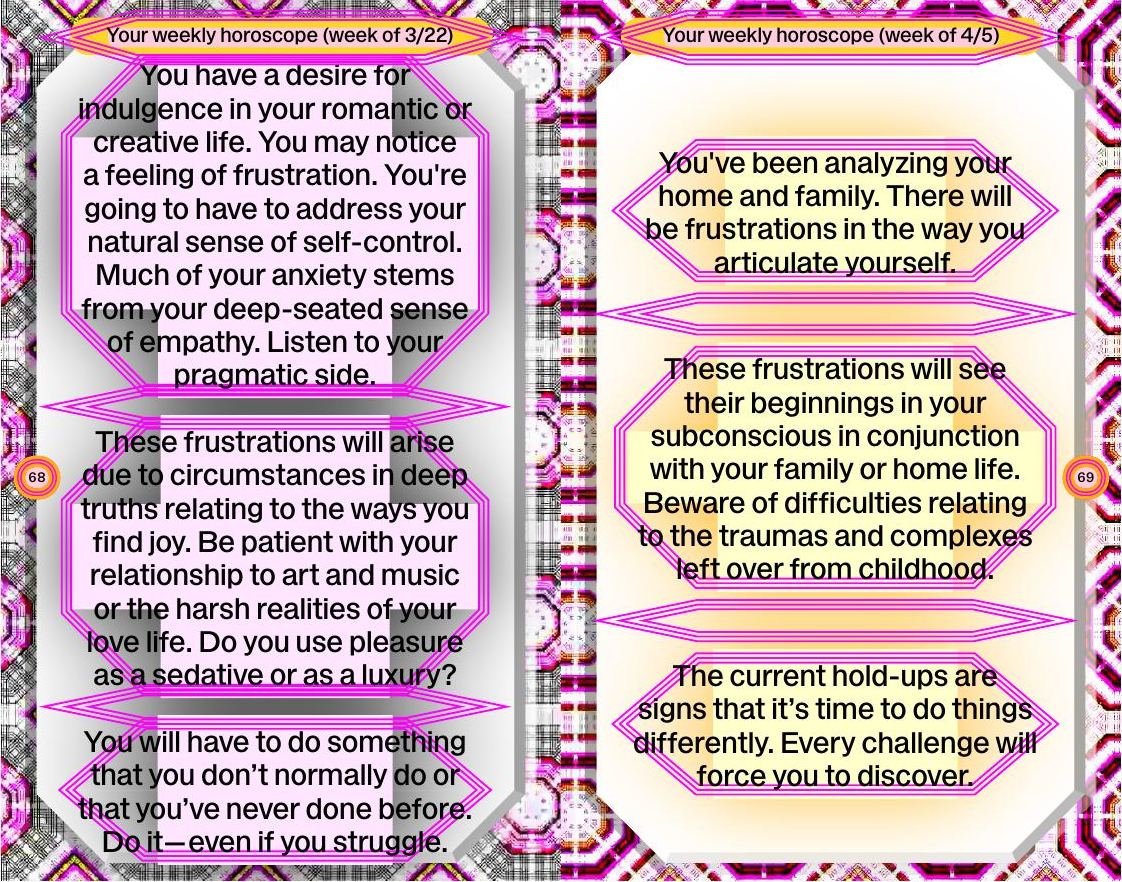 Your weekly horoscope (week of 3/22)
You have a desire for
indulgence in your romantic or
creative life. You may notice
a feeling of frustration. You're
going to have to address your
natural sense of self-control.
Much of your anxiety stems
from your deep-seated sense
of empathy. Listen to your
pragmatic side.
These frustrations will arise
due to circumstances in deep
truths relating to the ways you
find joy. Be patient with your
relationship to art and music
or the harsh realities of your
love life. Do you use pleasure
as a sedative or as a luxury?
You will have to do something
that you don’t normally do or
that you’ve never done before.
Do it—even if you struggle.
68
Your weekly horoscope (week of 4/5)
You've been analyzing your
home and family. There will
be frustrations in the way you
articulate yourself.
These frustrations will see
their beginnings in your
subconscious in conjunction
with your family or home life.
Beware of difficulties relating
to the traumas and complexes
left over from childhood.
The current hold-ups are
signs that it’s time to do things
differently. Every challenge will
force you to discover.
69